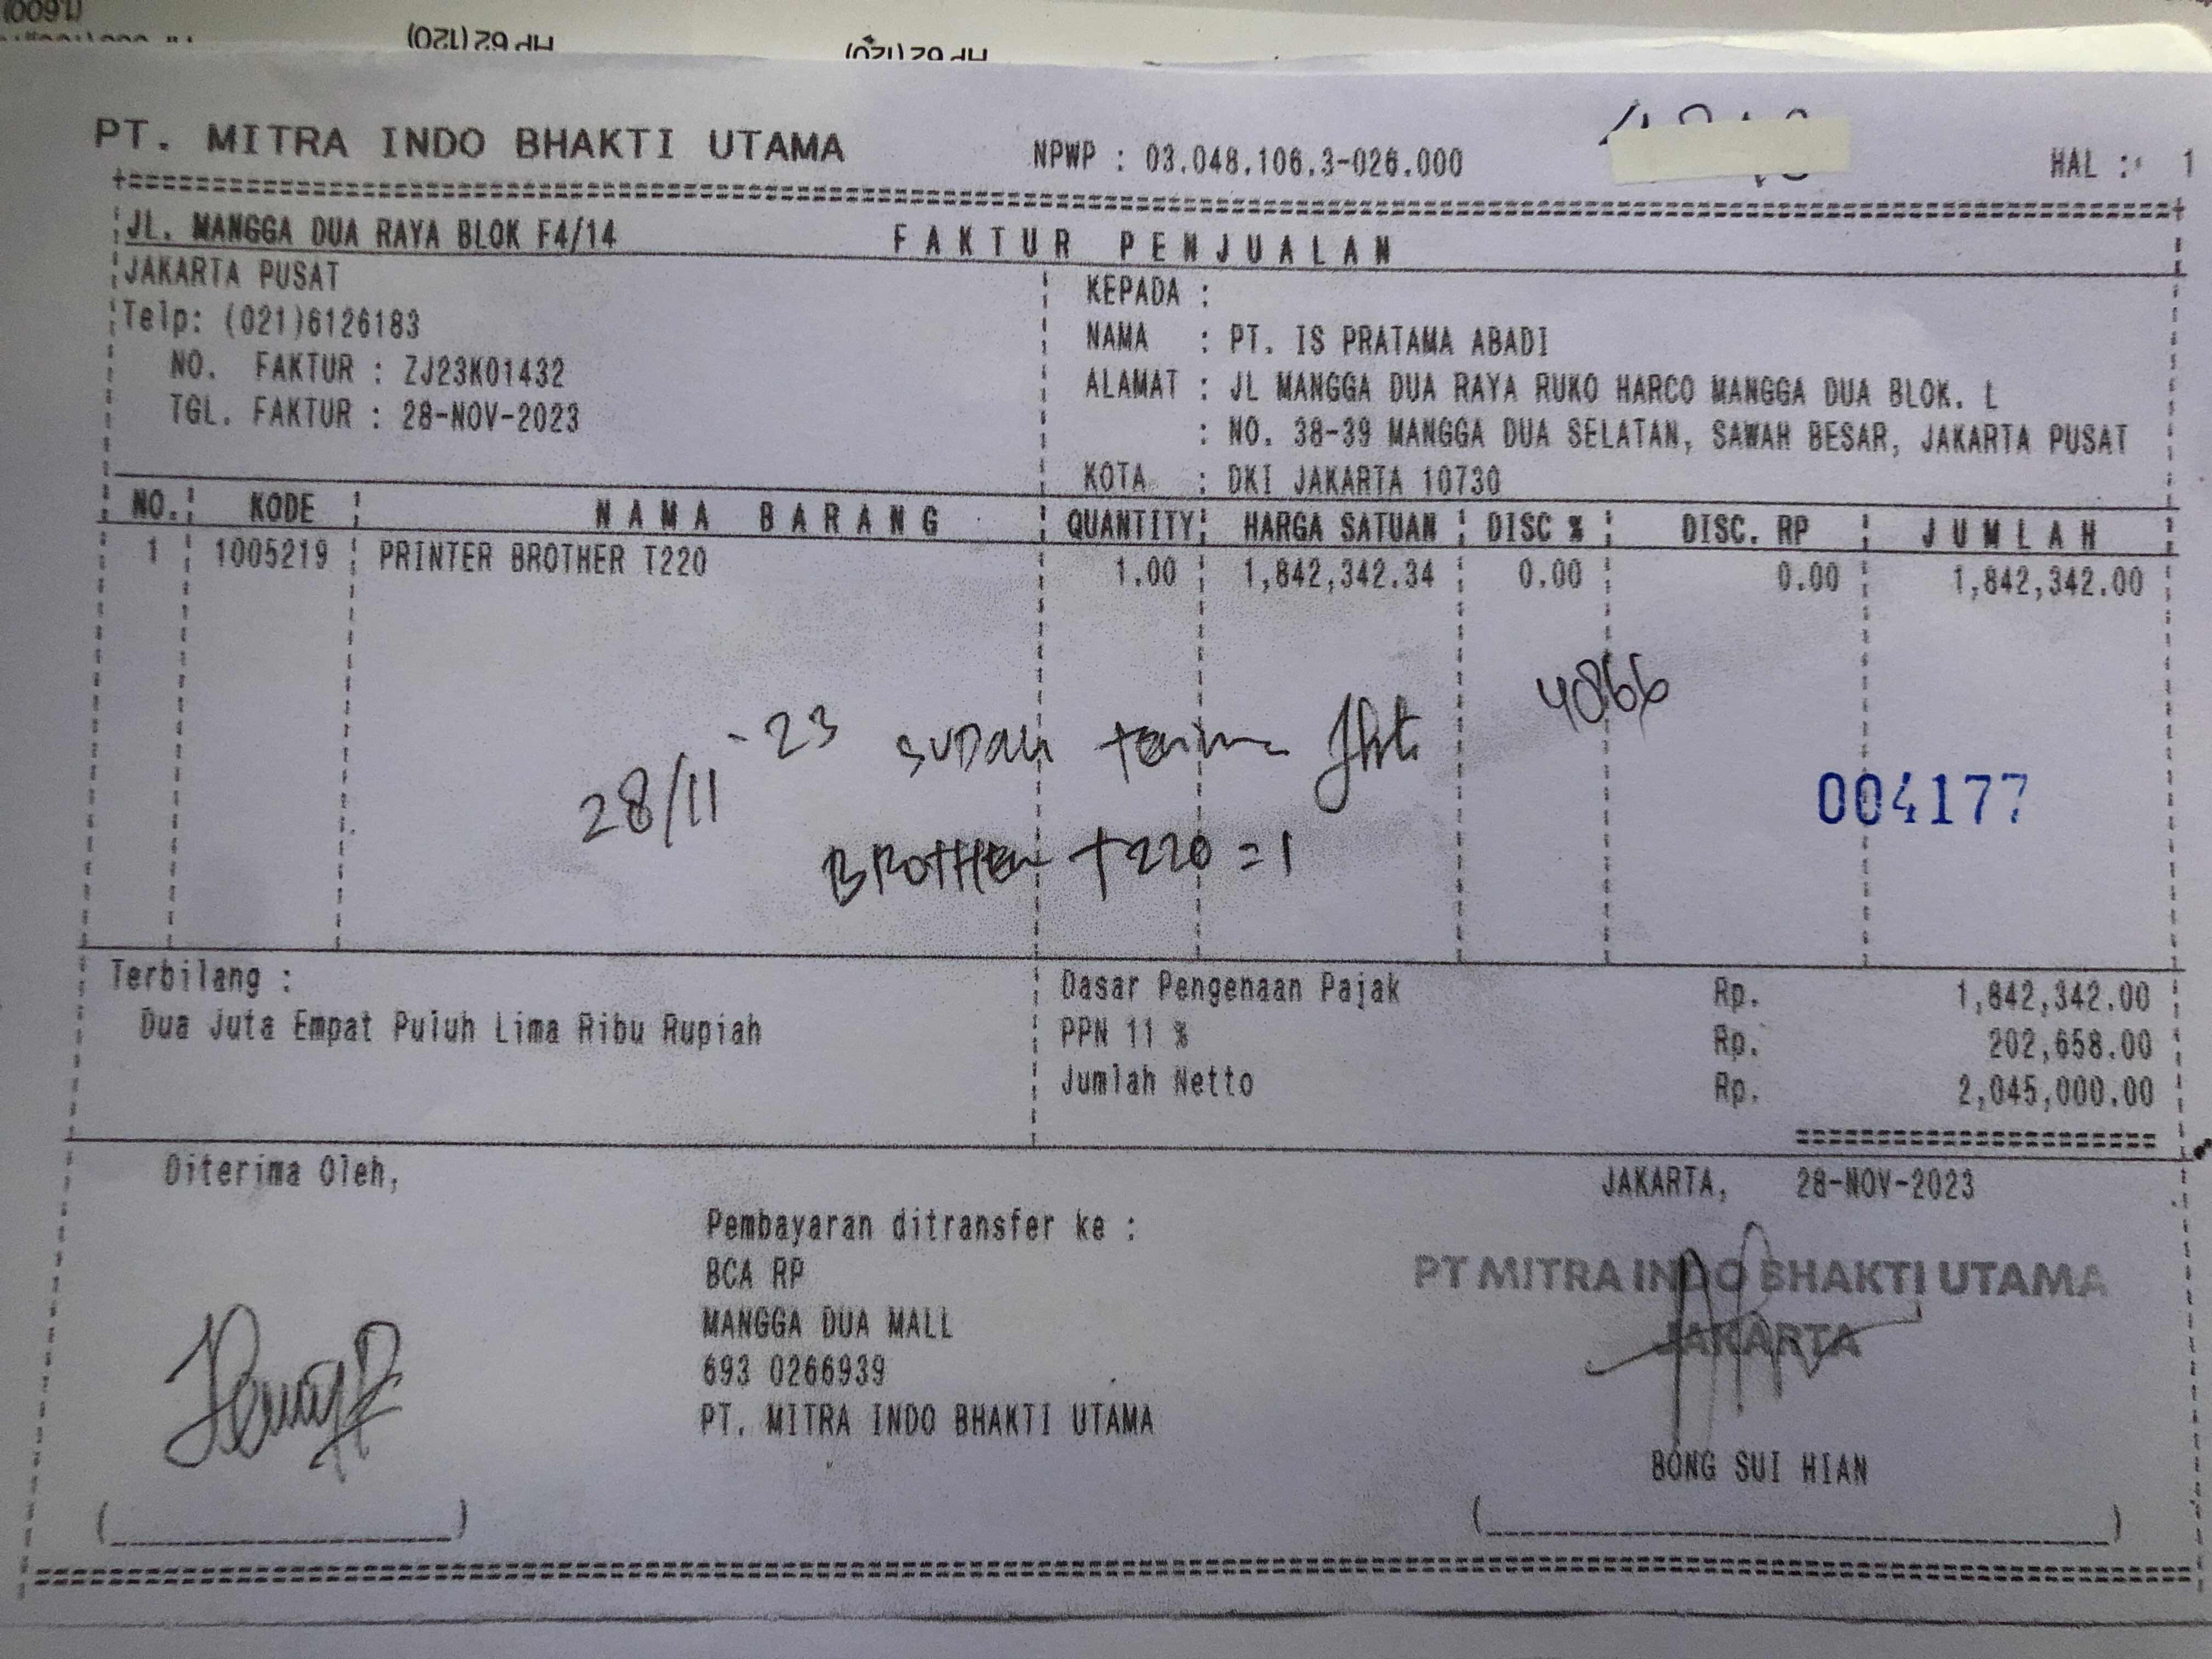 HP 62 (120)
HP 62 (120)
PT. MITRA INDO BHAKTI UTAMA
NPWP : 03.048.106.3-026.000
HAL : 1
JL. MANGGA DUA RAYA BLOK F4/14
FAKTUR PENJUALAN
JAKARTA PUSAT
Telp: (021)6126183
NO. FAKTUR : ZJ23K01432
TGL. FAKTUR : 28-NOV-2023
KEPADA :
NAMA : PT. IS PRATAMA ABADI
ALAMAT : JL MANGGA DUA RAYA RUKO HARCO MANGGA DUA BLOK. L
: NO. 38-39 MANGGA DUA SELATAN, SAWAH BESAR, JAKARTA PUSAT
KOTA : DKI JAKARTA 10730
NO. KODE NAMA BARANG QUANTITY HARGA SATUAN DISC % DISC. RP JUMLAH
1 1005219 PRINTER BROTHER T220 1.00 1,842,342.34 0.00 0.00 1,842,342.00
4066
28/11 -23 SUDAH terima
004177
BROTHER T220 = 1
Terbilang :
Dua Juta Empat Puluh Lima Ribu Rupiah
Dasar Pengenaan Pajak Rp. 1,842,342.00
PPN 11 % Rp. 202,658.00
Jumlah Netto Rp. 2,045,000.00
Diterima Oleh,
JAKARTA, 28-NOV-2023
Pembayaran ditransfer ke :
BCA RP
MANGGA DUA MALL
693 0266939
PT. MITRA INDO BHAKTI UTAMA
PT MITRA INDO BHAKTI UTAMA
JAKARTA
BONG SUI HIAN